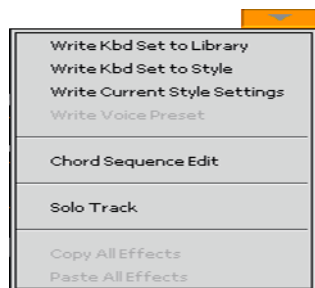 Write Kbd Set to Library
Write Kbd Set to Style
Write Current Style Settings
Write Voice Preset
Chord Sequence Edit
Solo Track
Copy All Effects
Paste All Effects